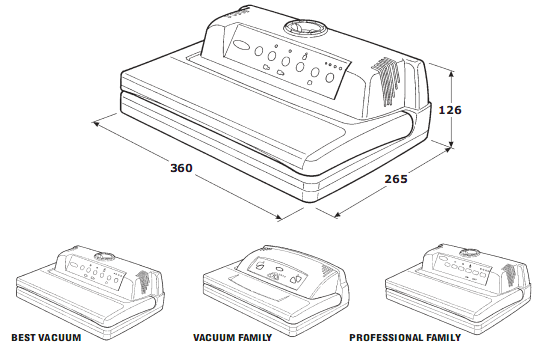 126
360
265
BEST VACUUM
VACUUM FAMILY
PROFESSIONAL FAMILY